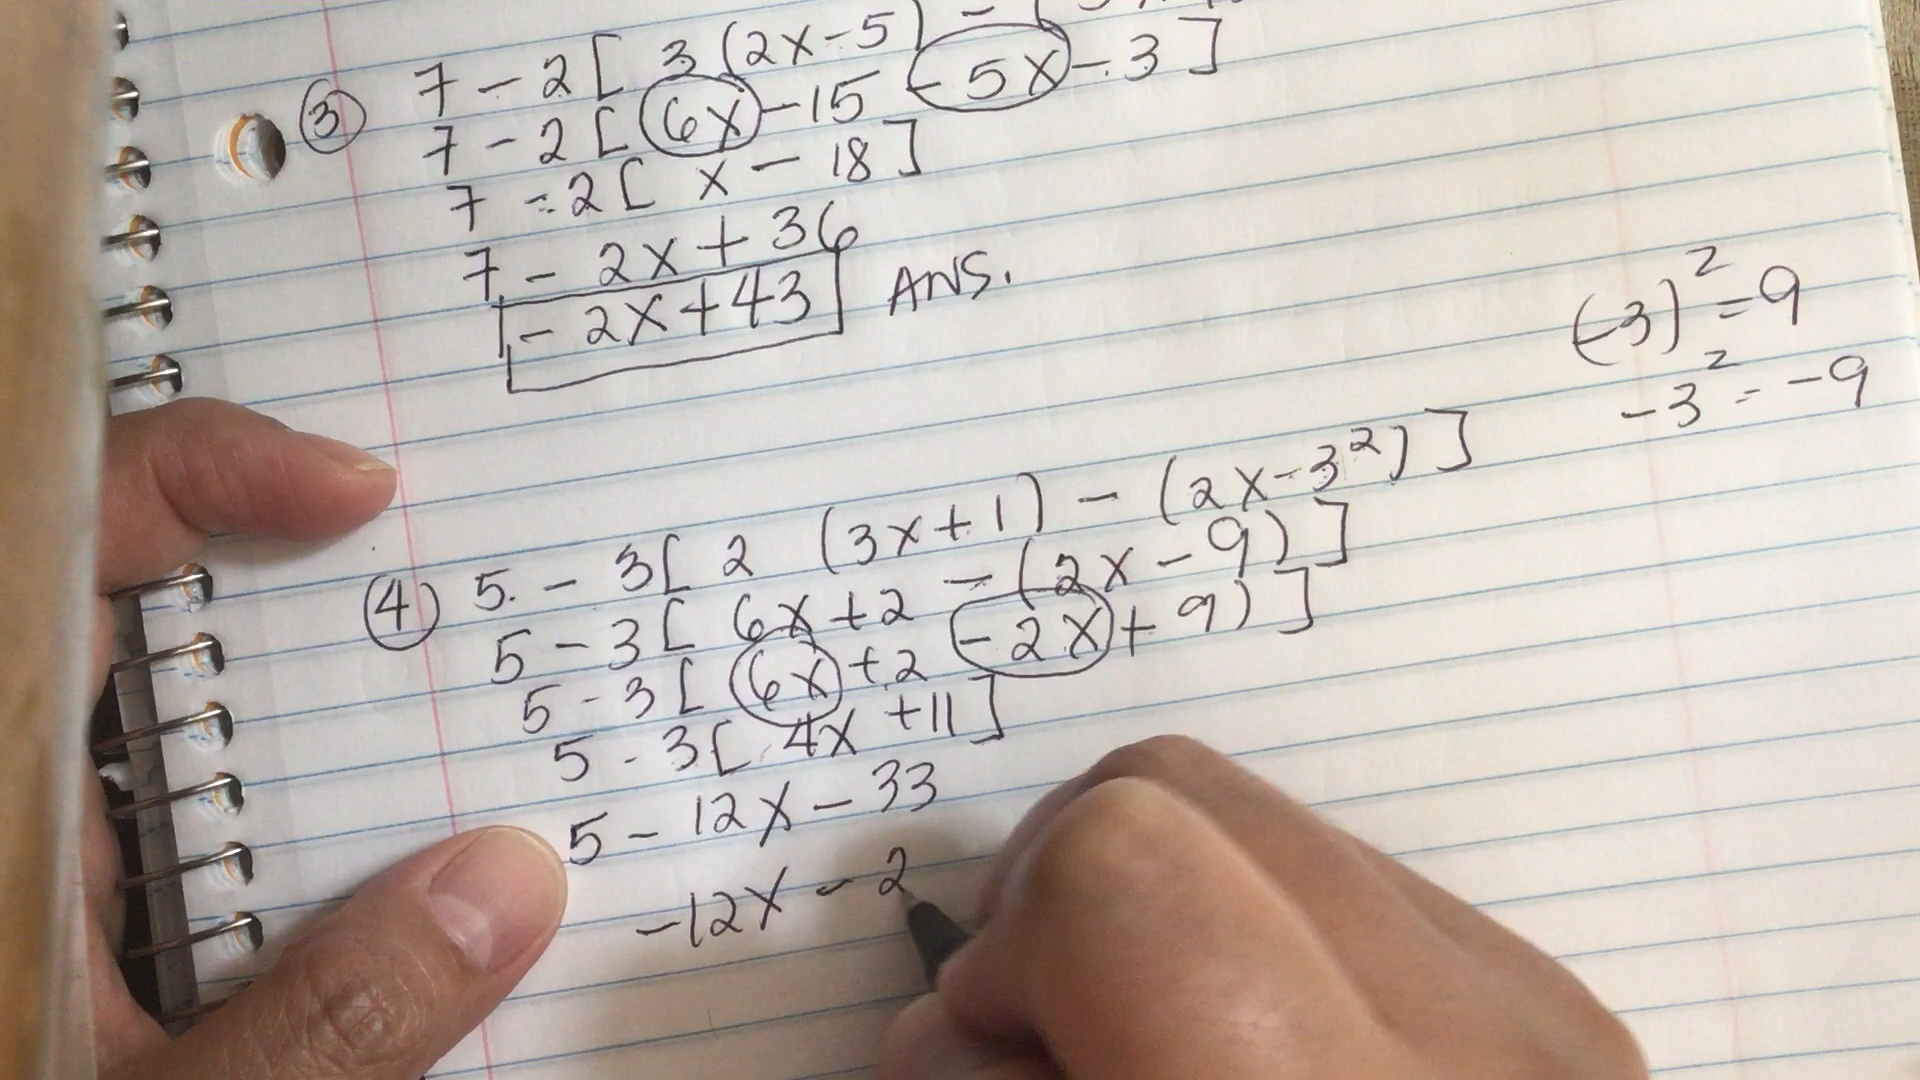 ③ 7 - 2 [ 3 (2x-5) - (
7 - 2 [ 6x - 15 - 5x - 3 ]
7 - 2 [ x - 18 ]
7 - 2x + 36
- 2x + 43 ANS.
(-3)² = 9
-3² = -9
④ 5 - 3 [ 2 (3x + 1) - (2x - 3²) ]
5 - 3 [ 6x + 2 - (2x - 9) ]
5 - 3 [ 6x + 2 - 2x + 9) ]
5 - 3 [ 4x + 11 ]
5 - 12x - 33
-12x - 2